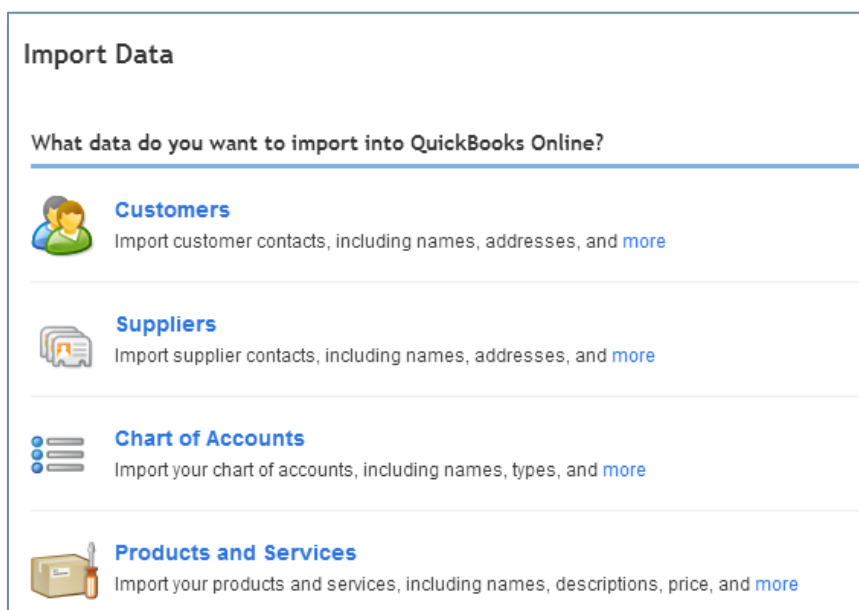 Import Data
What data do you want to import into QuickBooks Online?
Customers
Import customer contacts, including names, addresses, and more
Suppliers
Import supplier contacts, including names, addresses, and more
Chart of Accounts
Import your chart of accounts, including names, types, and more
Products and Services
Import your products and services, including names, descriptions, price, and more